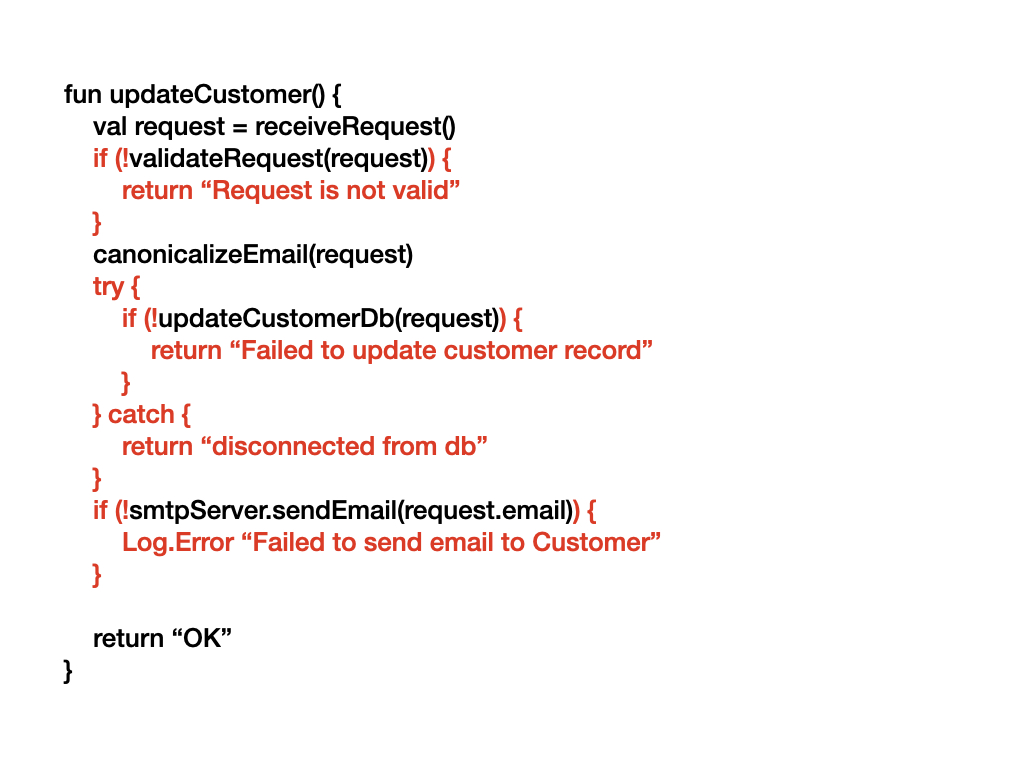 fun updateCustomer() {
val request = receiveRequest()
if (!validateRequest(request)) {
return “Request is not valid”
}
canonicalizeEmail(request)
try {
if (!updateCustomerDb(request)) {
return “Failed to update customer record”
}
} catch {
return “disconnected from db”
}
if (!smtpServer.sendEmail(request.email)) {
Log.Error “Failed to send email to Customer”
}
return “OK”
}